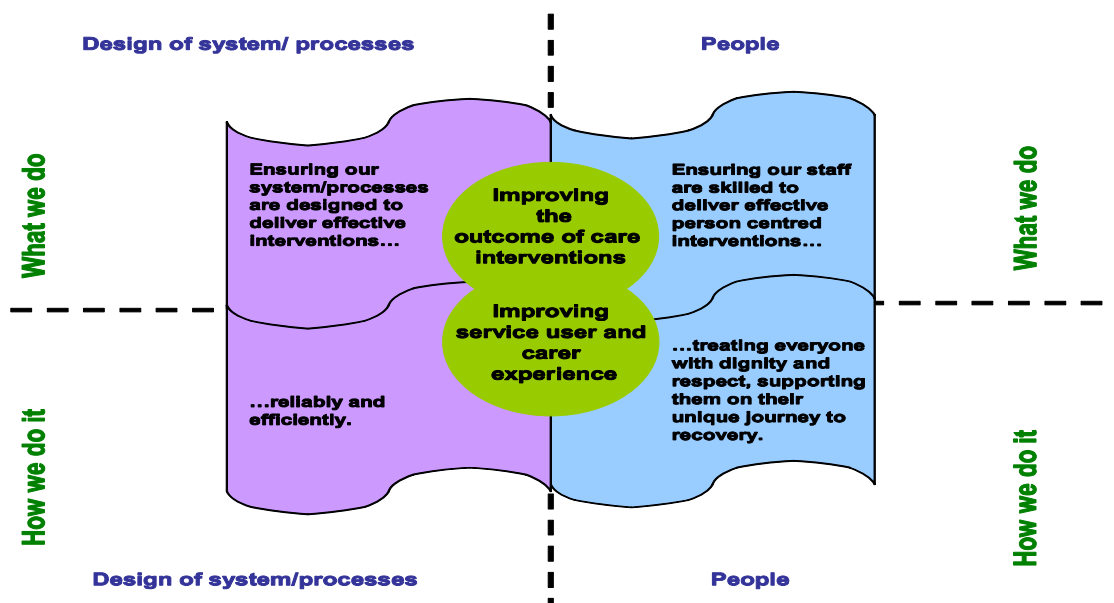 Design of system/ processes
People
What we do
What we do
Ensuring our
system/processes
are designed to
deliver effective
interventions...
Improving
the
outcome of care
interventions
Ensuring our staff
are skilled to
deliver effective
person centred
interventions...
Improving
service user and
carer
experience
...reliably and
efficiently.
...treating everyone
with dignity and
respect, supporting
them on their
unique journey to
recovery.
How we do it
How we do it
Design of system/processes
People